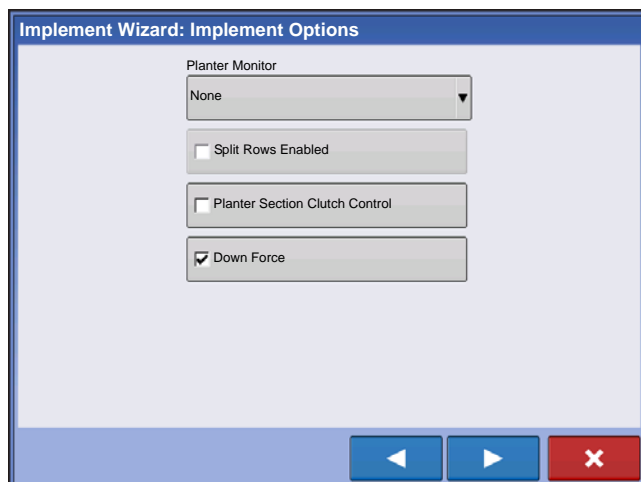 Implement Wizard: Implement Options
Planter Monitor
None
Split Rows Enabled
Planter Section Clutch Control
Down Force